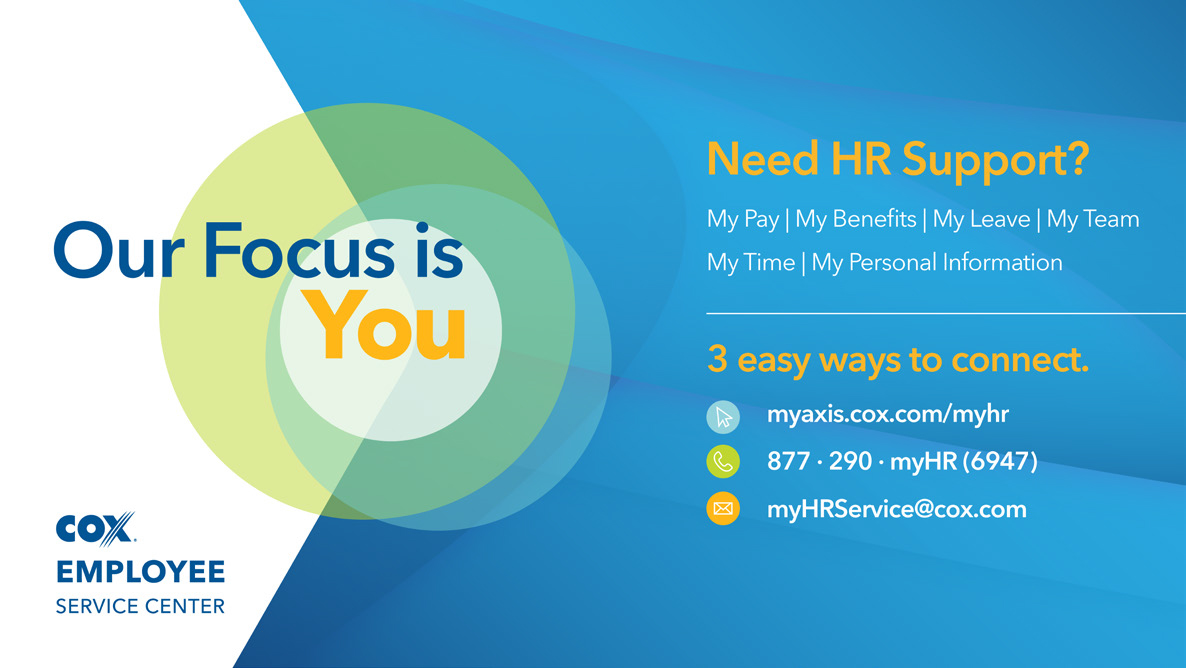 Our Focus is
You
COX
EMPLOYEE
SERVICE CENTER
Need HR Support?
My Pay | My Benefits | My Leave | My Team
My Time | My Personal Information
3 easy ways to connect.
myaxis.cox.com/myhr
877 · 290 · myHR (6947)
myHRService@cox.com